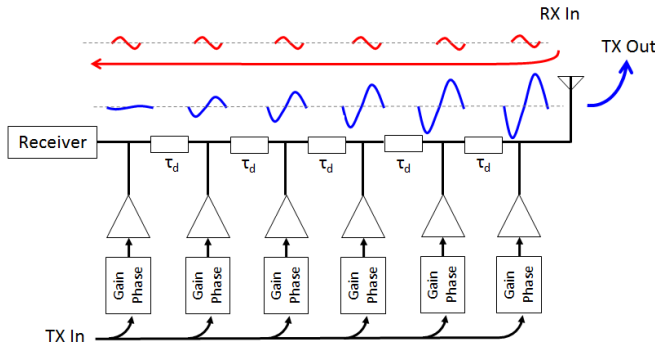 RX In
TX Out
Receiver
τd
τd
τd
τd
τd
Gain
Phase
Gain
Phase
Gain
Phase
Gain
Phase
Gain
Phase
Gain
Phase
TX In